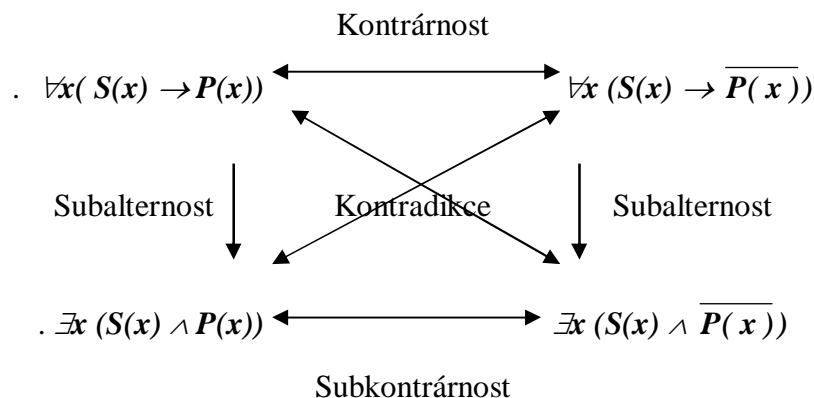 Kontrárnost
. ∀x( S(x) → P(x)) ∀x (S(x) → P̅(̅ ̅x̅ ̅)̅)
Subalternost Kontradikce Subalternost
. ∃x (S(x) ∧ P(x)) ∃x (S(x) ∧ P̅(̅ ̅x̅ ̅)̅)
Subkontrárnost